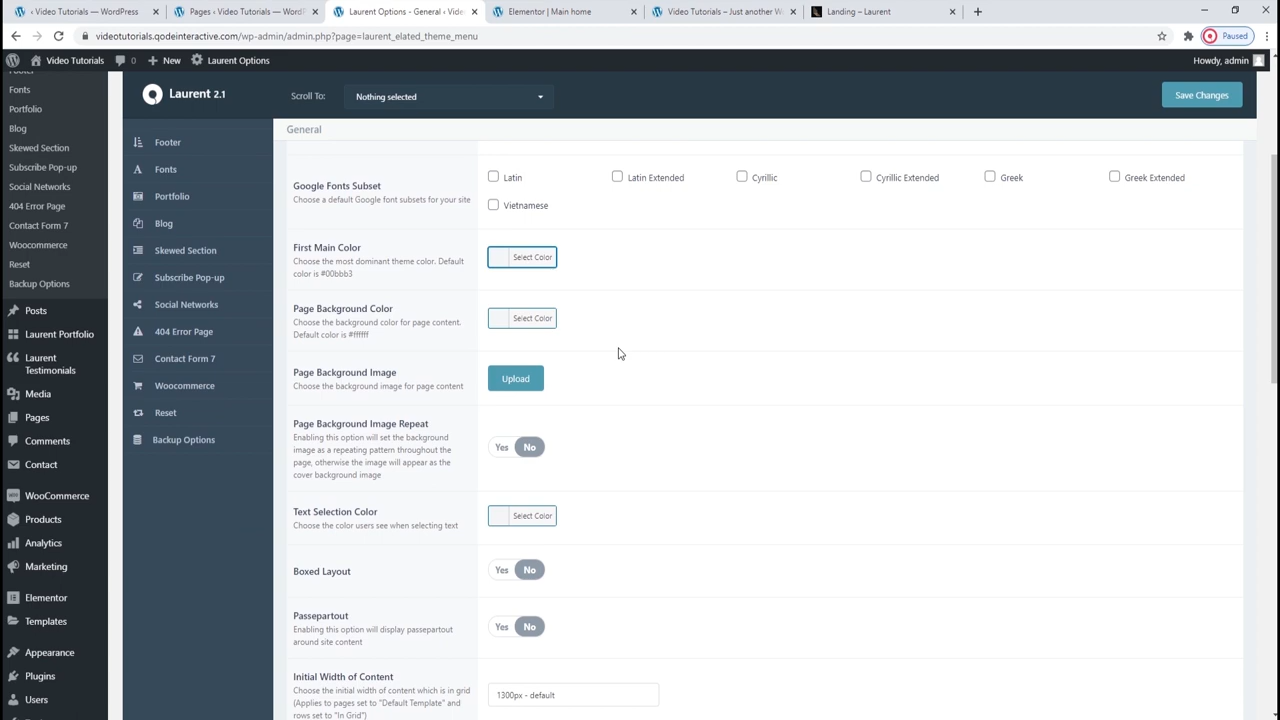 ‹ Video Tutorials — WordPress
Pages ‹ Video Tutorials — WordP
Laurent Options - General ‹ Vide
Elementor | Main home
Video Tutorials – Just another W
Landing – Laurent
videotutorials.qodeinteractive.com/wp-admin/admin.php?page=laurent_elated_theme_menu
Paused
Video Tutorials
0
New
Laurent Options
Howdy, admin
Fonts
Portfolio
Blog
Skewed Section
Subscribe Pop-up
Social Networks
404 Error Page
Contact Form 7
Woocommerce
Reset
Backup Options
Posts
Laurent Portfolio
Laurent
Testimonials
Media
Pages
Comments
Contact
WooCommerce
Products
Analytics
Marketing
Elementor
Templates
Appearance
Plugins
Users
Laurent 2.1
Scroll To:
Nothing selected
Save Changes
Footer
Fonts
Portfolio
Blog
Skewed Section
Subscribe Pop-up
Social Networks
404 Error Page
Contact Form 7
Woocommerce
Reset
Backup Options
General
Google Fonts Subset
Choose a default Google font subsets for your site
Latin
Latin Extended
Cyrillic
Cyrillic Extended
Greek
Greek Extended
Vietnamese
First Main Color
Choose the most dominant theme color. Default
color is #00bbb3
Select Color
Page Background Color
Choose the background color for page content.
Default color is #ffffff
Select Color
Page Background Image
Choose the background image for page content
Upload
Page Background Image Repeat
Enabling this option will set the background
image as a repeating pattern throughout the
page, otherwise the image will appear as the
cover background image
Yes No
Text Selection Color
Choose the color users see when selecting text
Select Color
Boxed Layout
Yes No
Passepartout
Enabling this option will display passepartout
around site content
Yes No
Initial Width of Content
Choose the initial width of content which is in grid
(Applies to pages set to "Default Template" and
rows set to "In Grid")
1300px - default